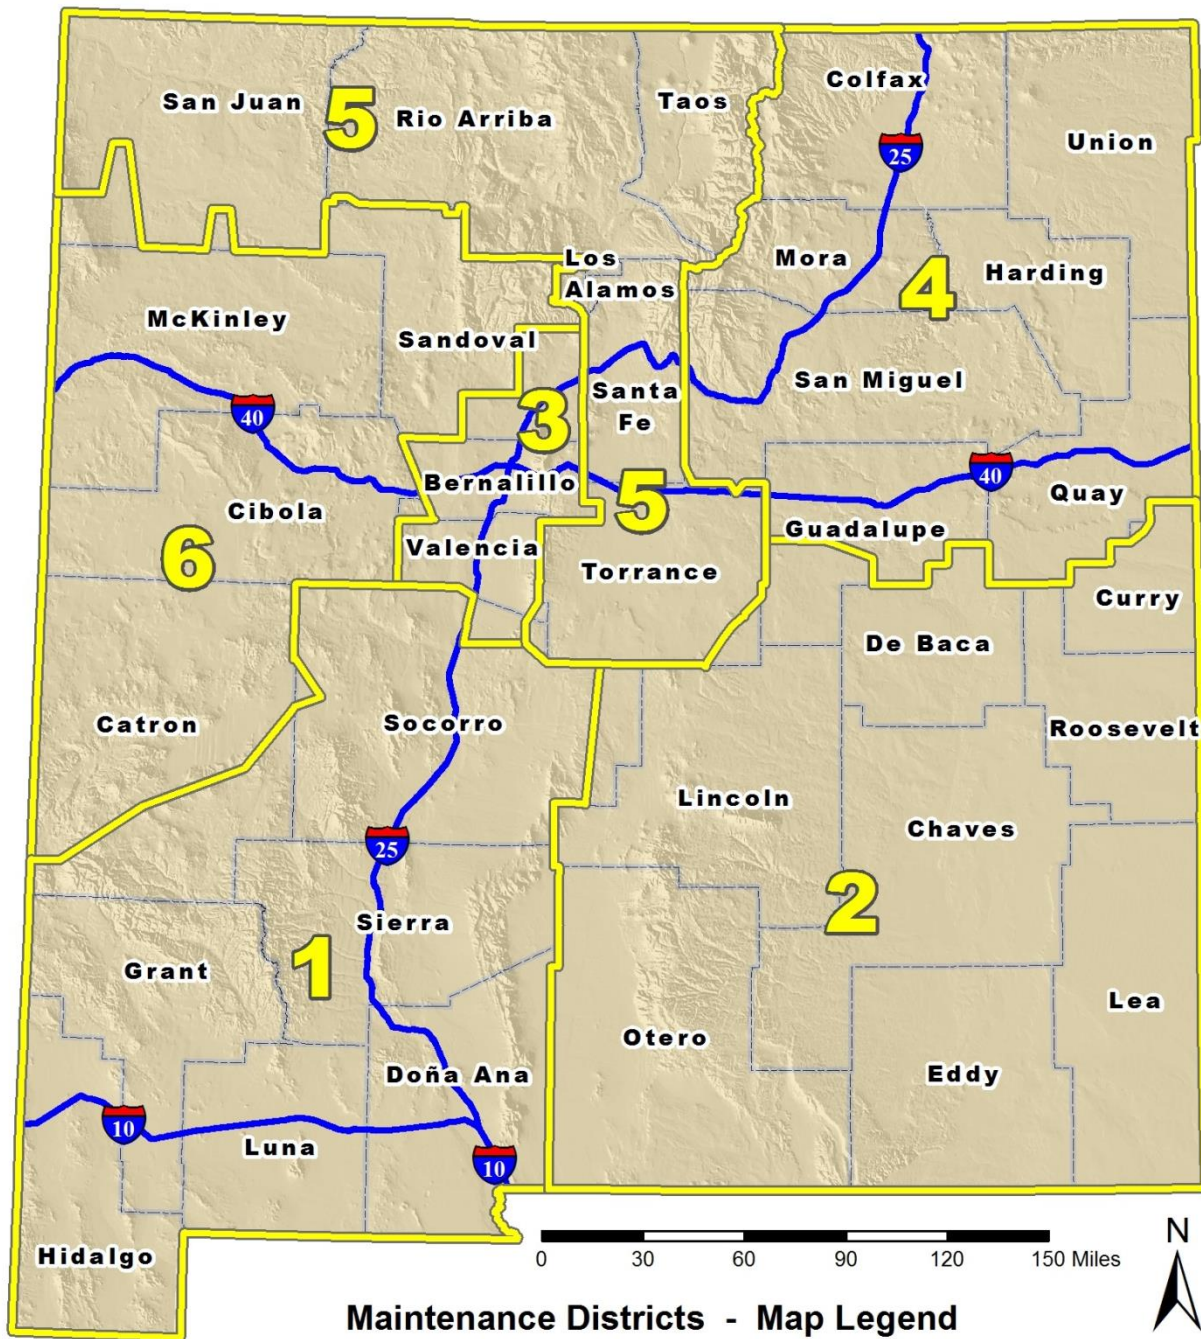 San Juan
5
Rio Arriba
Taos
Colfax
25
Union
Los
Alamos
Mora
4
Harding
McKinley
Sandoval
San Miguel
Santa
Fe
3
40
Bernalillo
5
40
Quay
Cibola
Valencia
Guadalupe
6
Torrance
Curry
De Baca
Catron
Socorro
Roosevelt
Lincoln
Chaves
25
2
Sierra
Grant
1
Lea
Otero
Doña Ana
Eddy
10
Luna
10
Hidalgo
N
0 30 60 90 120 150 Miles
Maintenance Districts - Map Legend